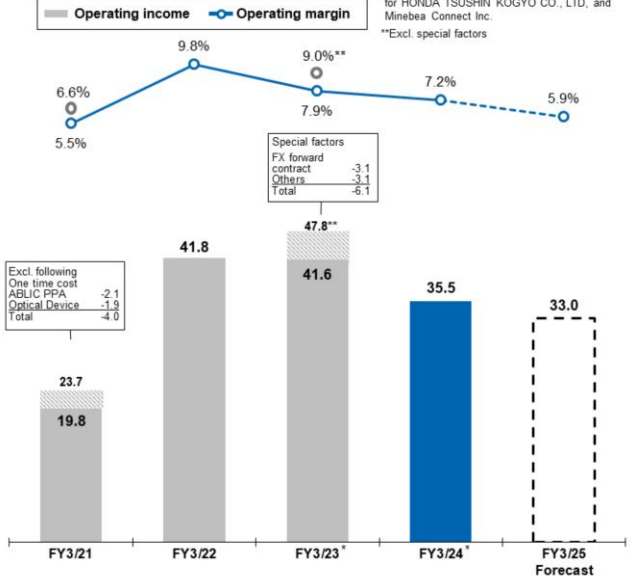 Operating income
Operating margin
for HONDA TSUSHIN KOGYO CO., LTD, and
Minebea Connect Inc.
**Excl. special factors
9.8%
9.0%**
6.6%
7.9%
7.2%
5.9%
5.5%
Special factors
FX forward
contract -3.1
Others -3.1
Total -6.1
47.8**
41.8
41.6
Excl. following
One time cost
ABLIC PPA -2.1
Optical Device -1.9
Total -4.0
35.5
33.0
23.7
19.8
FY3/21
FY3/22
FY3/23*
FY3/24*
FY3/25
Forecast